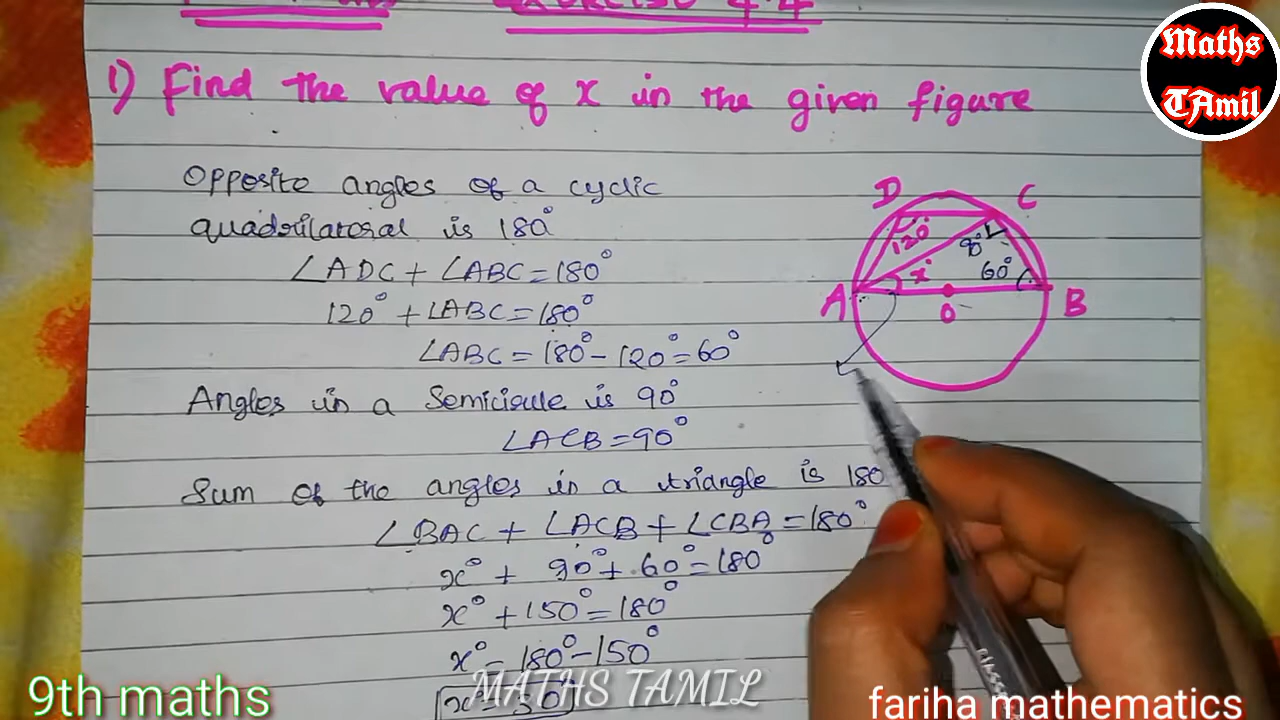 Exercise 4.4
Maths
TAmil
1) Find the value of x in the given figure
Opposite angles of a cyclic
quadrilateral is 180°
∠ADC + ∠ABC = 180°
120° + ∠ABC = 180°
∠ABC = 180° - 120° = 60°
Angles in a Semicircle is 90°
∠ACB = 90°
Sum of the angles in a triangle is 180
∠BAC + ∠ACB + ∠CBA = 180°
x° + 90° + 60° = 180
x° + 150° = 180°
x° = 180° - 150°
x = 30°
D
C
120°
90°
x°
60°
A
O
B
MATHS TAMIL
9th maths
fariha mathematics